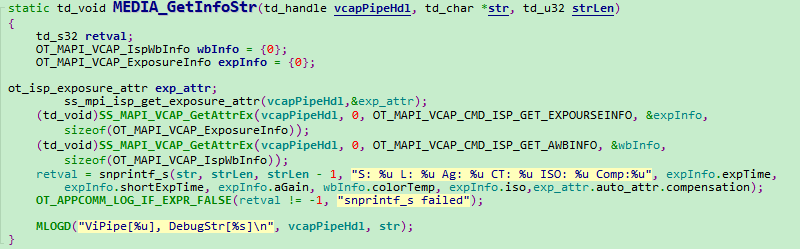 static td_void MEDIA_GetInfoStr(td_handle vcapPipeHdl, td_char *str, td_u32 strLen)
{
    td_s32 retval;
    OT_MAPI_VCAP_IspWbInfo wbInfo = {0};
    OT_MAPI_VCAP_ExposureInfo expInfo = {0};

ot_isp_exposure_attr exp_attr;
        ss_mpi_isp_get_exposure_attr(vcapPipeHdl,&exp_attr);
    (td_void)SS_MAPI_VCAP_GetAttrEx(vcapPipeHdl, 0, OT_MAPI_VCAP_CMD_ISP_GET_EXPOURSEINFO, &expInfo,
        sizeof(OT_MAPI_VCAP_ExposureInfo));
    (td_void)SS_MAPI_VCAP_GetAttrEx(vcapPipeHdl, 0, OT_MAPI_VCAP_CMD_ISP_GET_AWBINFO, &wbInfo,
        sizeof(OT_MAPI_VCAP_IspWbInfo));
    retval = snprintf_s(str, strLen, strLen - 1, "S: %u L: %u Ag: %u CT: %u ISO: %u Comp:%u", expInfo.expTime,
        expInfo.shortExpTime, expInfo.aGain, wbInfo.colorTemp, expInfo.iso,exp_attr.auto_attr.compensation);
    OT_APPCOMM_LOG_IF_EXPR_FALSE(retval != -1, "snprintf_s failed");

    MLOGD("ViPipe[%u], DebugStr[%s]\n", vcapPipeHdl, str);
}